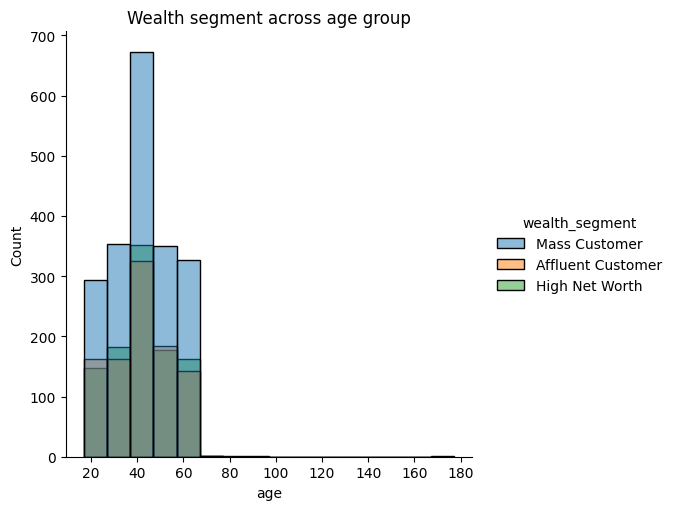 Wealth segment across age group
700
600
500
400
300
200
100
0
Count
20 40 60 80 100 120 140 160 180
age
wealth_segment
Mass Customer
Affluent Customer
High Net Worth